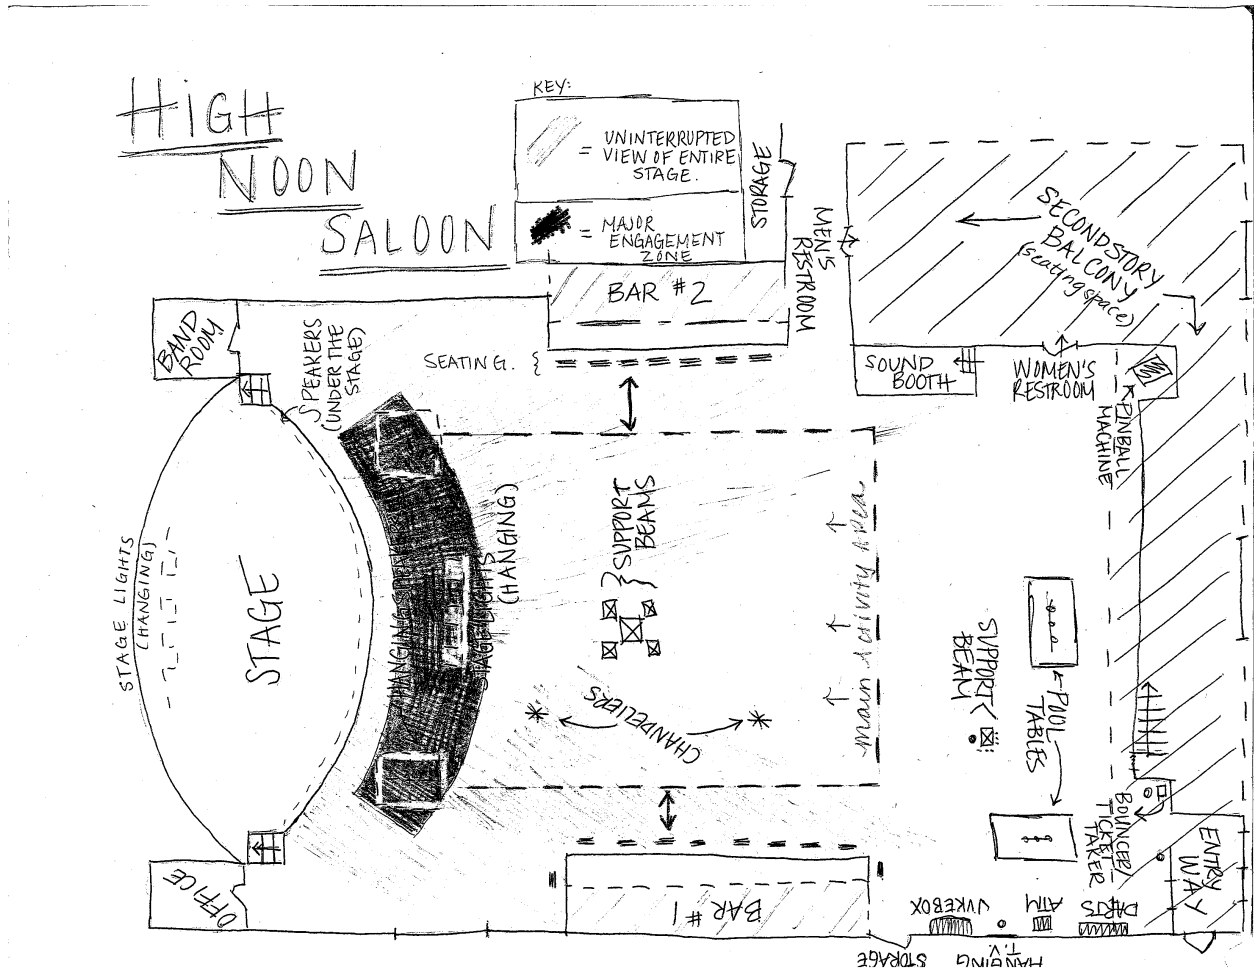 HIGH
NOON
SALOON
KEY:
= UNINTERRUPTED
VIEW OF ENTIRE
STAGE.
= MAJOR
ENGAGEMENT
ZONE
STORAGE
MEN'S
RESTROOM
SECOND STORY
BALCONY
(seating space)
BAR #2
BAND
ROOM
SPEAKERS
(UNDER THE
STAGE)
SEATING. {
SOUND
BOOTH
WOMEN'S
RESTROOM
PINBALL
MACHINE
STAGE LIGHTS
(HANGING)
STAGE
STAGE LIGHTS
(HANGING)
SUPPORT
BEAMS
main activity area
SUPPORT
BEAM
POOL
TABLES
CHANDELIERS
BOUNCER/
TICKET
TAKER
ENTRY
WAY
OFFICE
BAR #1
JUKEBOX
ATM
DARTS
STORAGE
HANGING
T.V.